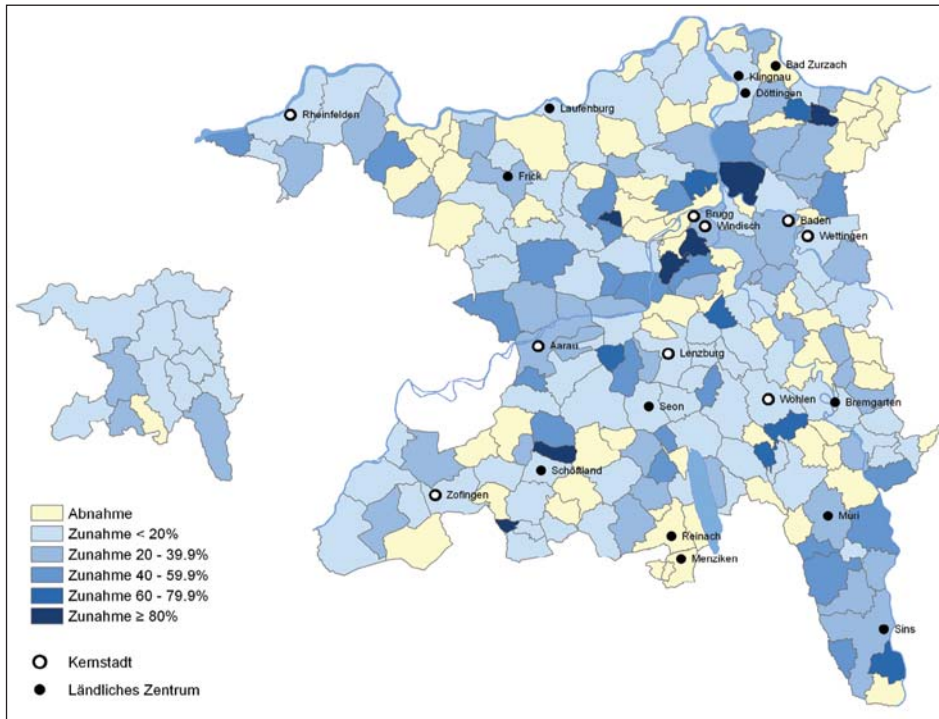 Bad Zurzach
Klingnau
Döttingen
Laufenburg
Rheinfelden
Frick
Brugg
Windisch
Baden
Wettingen
Aarau
Lenzburg
Wohlen
Bremgarten
Seon
Schöftland
Zofingen
Muri
Reinach
Menziken
Sins
Abnahme
Zunahme < 20%
Zunahme 20 - 39.9%
Zunahme 40 - 59.9%
Zunahme 60 - 79.9%
Zunahme ≥ 80%
Kernstadt
Ländliches Zentrum